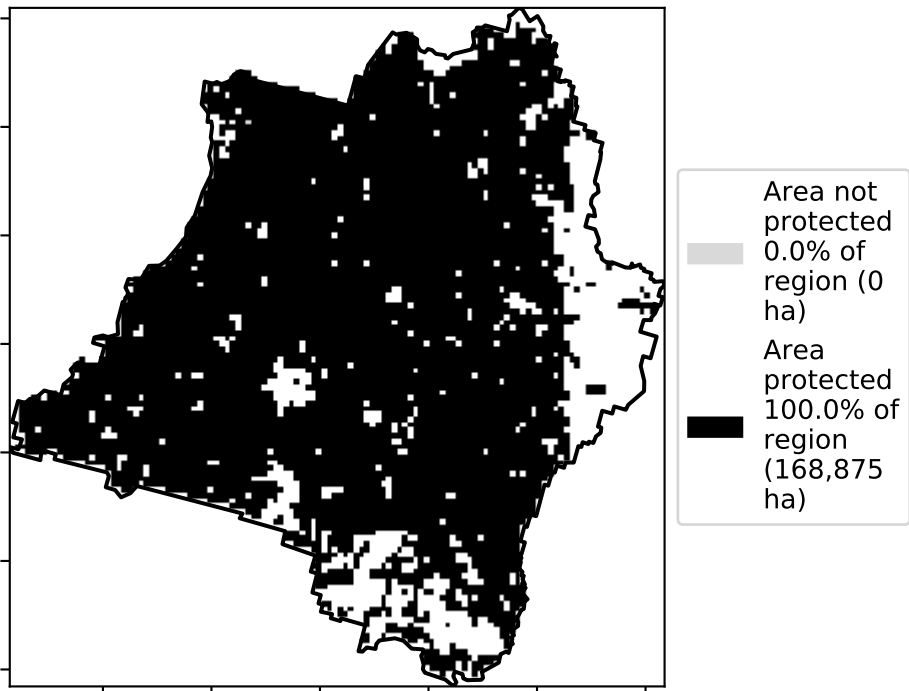 Area not
protected
0.0% of
region (0
ha)
Area
protected
100.0% of
region
(168,875
ha)